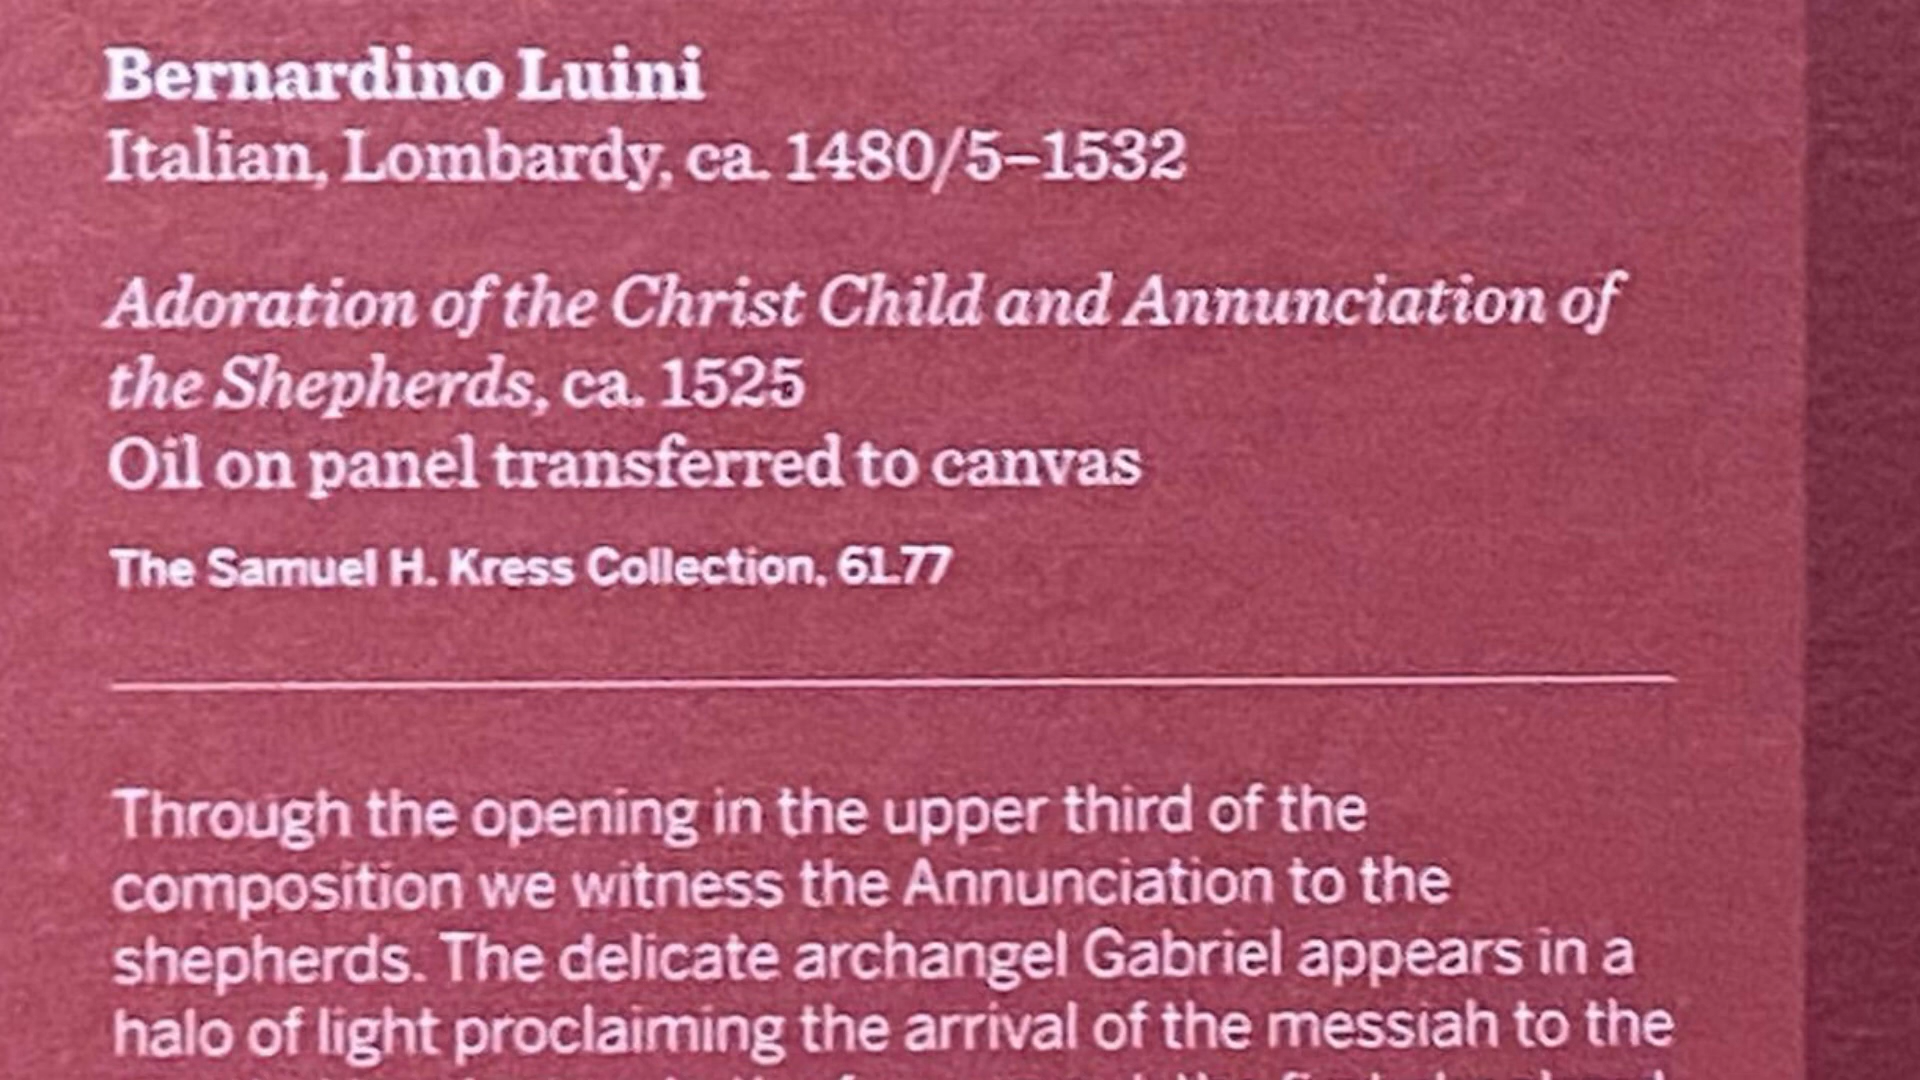 Bernardino Luini
Italian, Lombardy, ca. 1480/5–1532
Adoration of the Christ Child and Annunciation of
the Shepherds, ca. 1525
Oil on panel transferred to canvas
The Samuel H. Kress Collection, 61.77
Through the opening in the upper third of the
composition we witness the Annunciation to the
shepherds. The delicate archangel Gabriel appears in a
halo of light proclaiming the arrival of the messiah to the